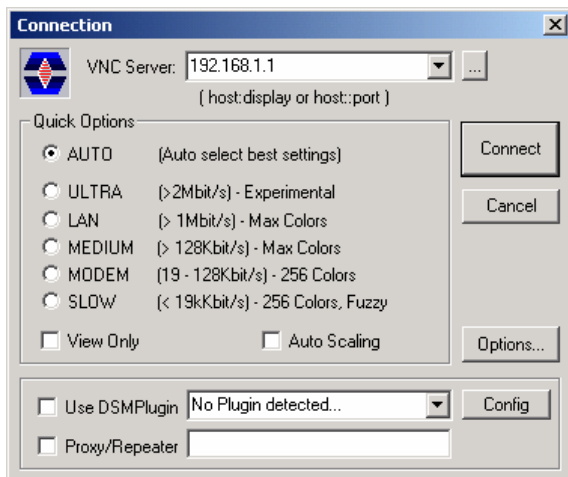 Connection
VNC Server: 192.168.1.1 ...
( host:display or host::port )
Quick Options
AUTO (Auto select best settings)
ULTRA (>2Mbit/s) - Experimental
LAN (> 1Mbit/s) - Max Colors
MEDIUM (> 128Kbit/s) - Max Colors
MODEM (19 - 128Kbit/s) - 256 Colors
SLOW (< 19kKbit/s) - 256 Colors, Fuzzy
View Only Auto Scaling
Connect
Cancel
Options...
Use DSMPlugin No Plugin detected... Config
Proxy/Repeater